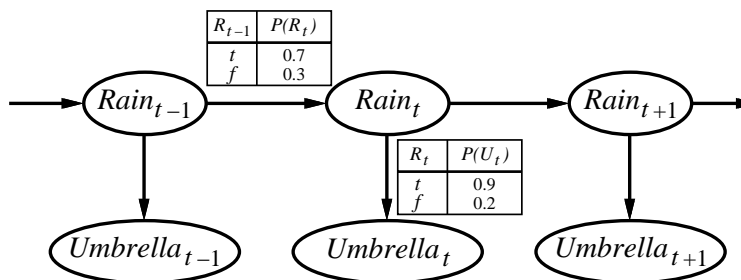 R_{t-1} P(R_t)
t 0.7
f 0.3
Rain_{t-1} Rain_t Rain_{t+1}
R_t P(U_t)
t 0.9
f 0.2
Umbrella_{t-1} Umbrella_t Umbrella_{t+1}